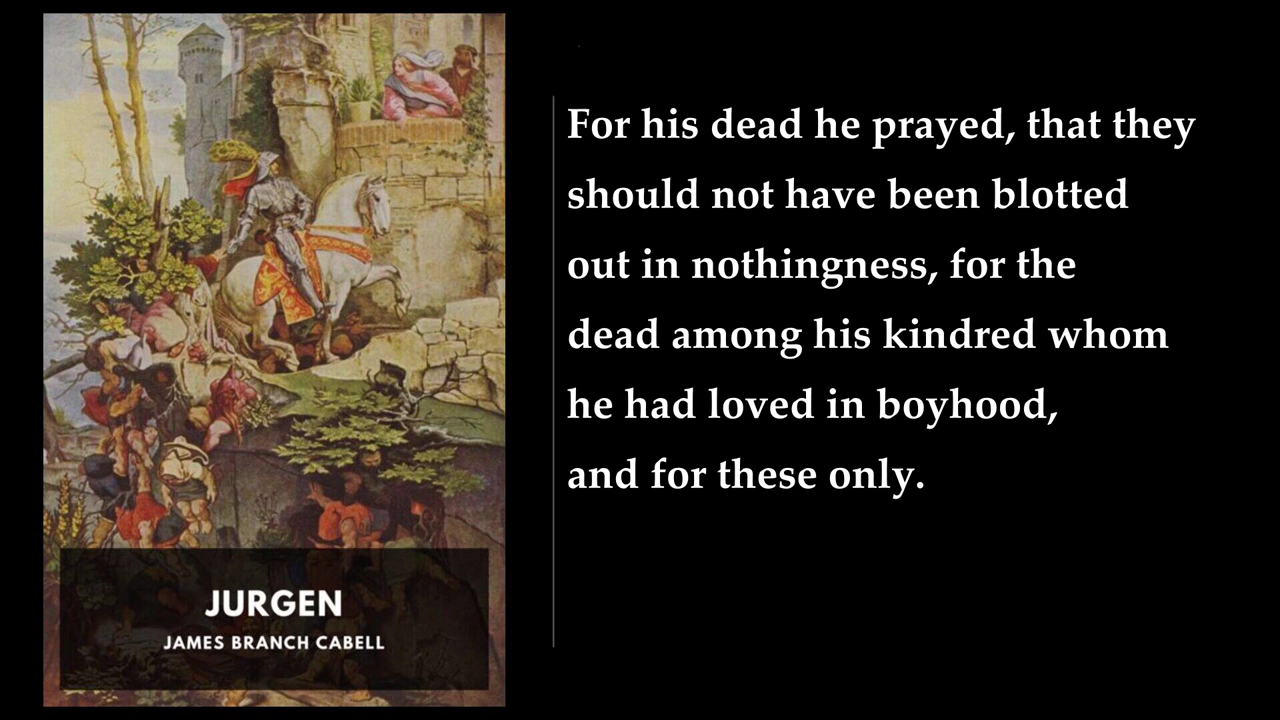 JURGEN
JAMES BRANCH CABELL
For his dead he prayed, that they
should not have been blotted
out in nothingness, for the
dead among his kindred whom
he had loved in boyhood,
and for these only.